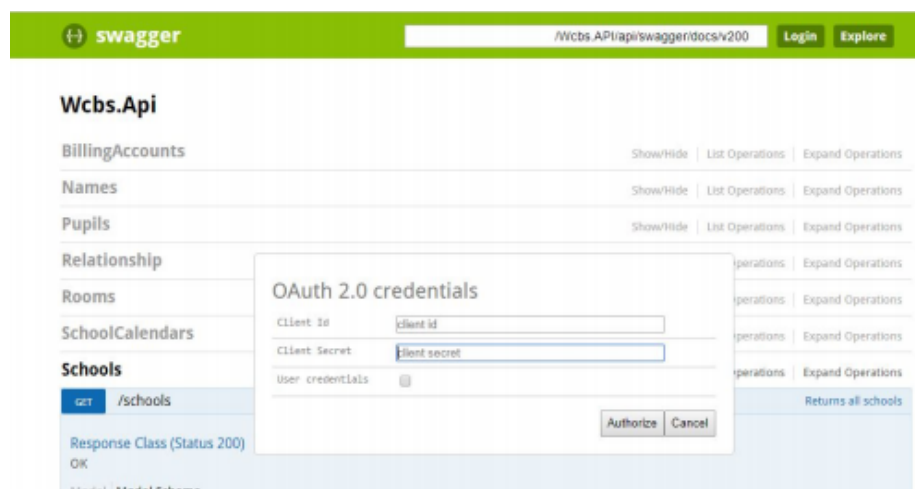 swagger /Wcbs.API/api/swagger/docs/v200 Login Explore
Wcbs.Api
BillingAccounts Show/Hide List Operations Expand Operations
Names Show/Hide List Operations Expand Operations
Pupils Show/Hide List Operations Expand Operations
Relationship perations Expand Operations
Rooms perations Expand Operations
SchoolCalendars perations Expand Operations
Schools perations Expand Operations
OAuth 2.0 credentials
Client Id client id
Client Secret client secret
User credentials
Authorize Cancel
GET /schools Returns all schools
Response Class (Status 200)
OK
Model Schema